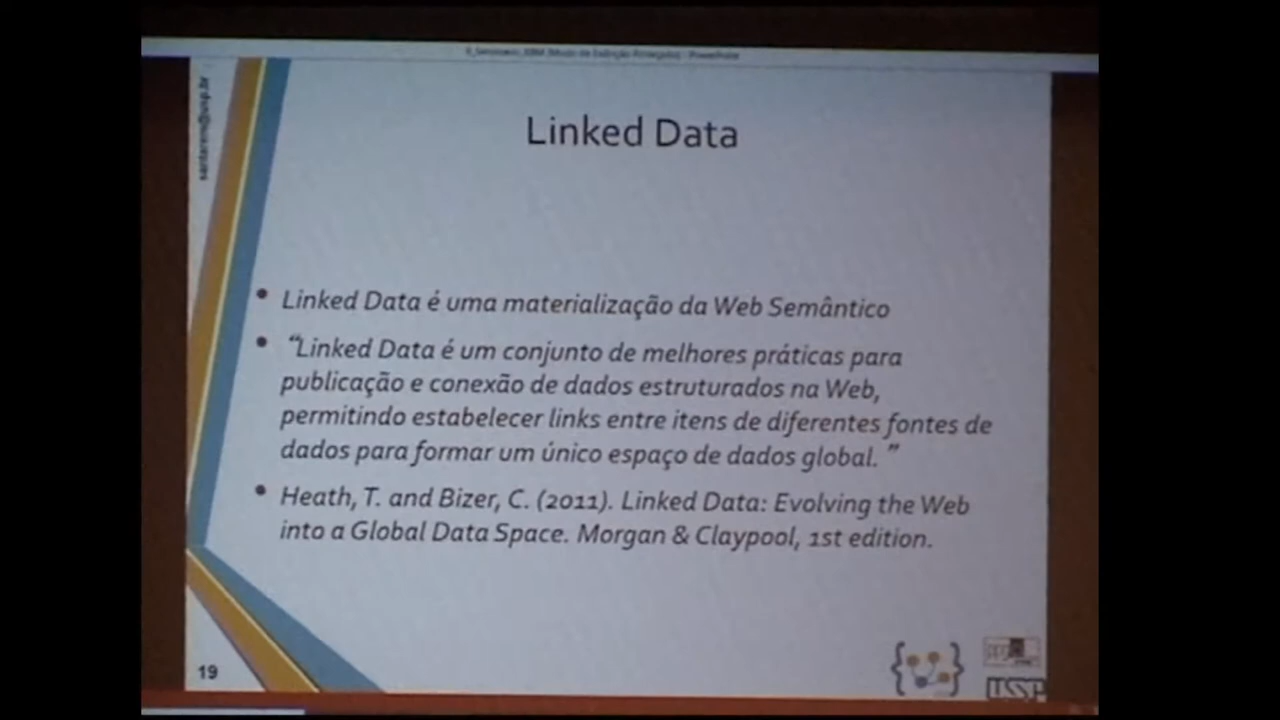 santarem@usp.br
Linked Data
• Linked Data é uma materialização da Web Semântico
• “Linked Data é um conjunto de melhores práticas para
publicação e conexão de dados estruturados na Web,
permitindo estabelecer links entre itens de diferentes fontes de
dados para formar um único espaço de dados global. ”
• Heath, T. and Bizer, C. (2011). Linked Data: Evolving the Web
into a Global Data Space. Morgan & Claypool, 1st edition.
19
USP